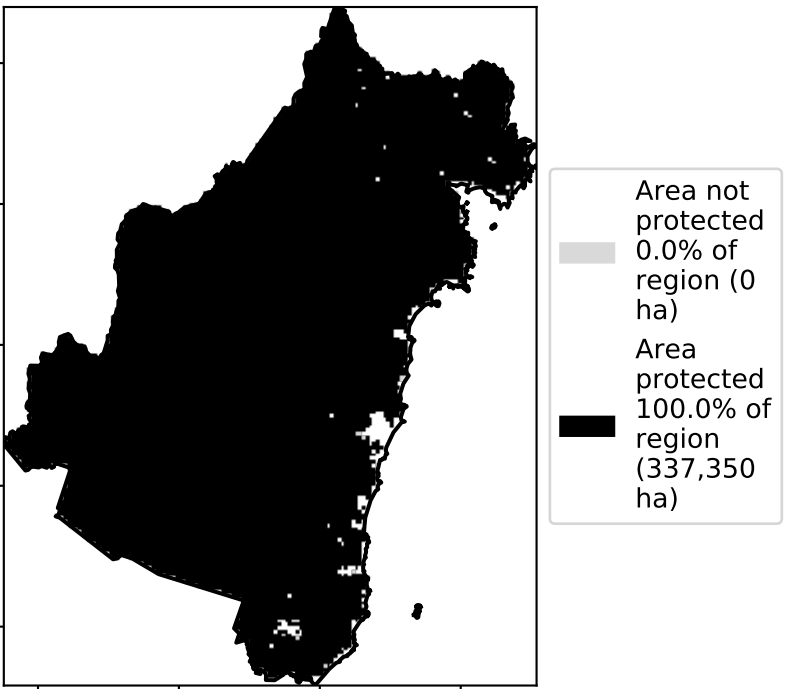 Area not
protected
0.0% of
region (0
ha)
Area
protected
100.0% of
region
(337,350
ha)